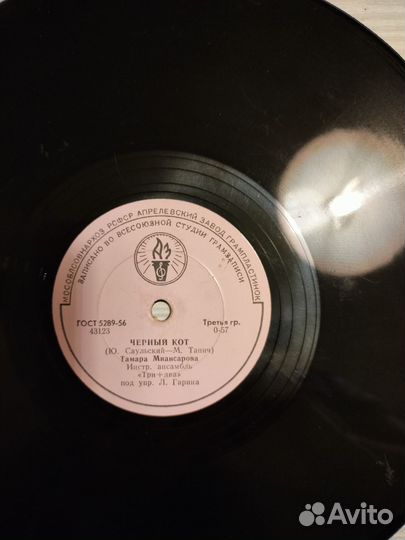 МОСОБЛСОВНАРХОЗ РСФСР АПРЕЛЕВСКИЙ ЗАВОД ГРАМПЛАСТИНОК
ЗАПИСАНО ВО ВСЕСОЮЗНОЙ СТУДИИ ГРАМЗАПИСИ
ГОСТ 5289-56 Третья гр.
43123 0-57
ЧЕРНЫЙ КОТ
(Ю. Саульский—М. Танич)
Тамара Миансарова
Инстр. ансамбль
«Три+два»
под упр. Л. Гарина
Avito